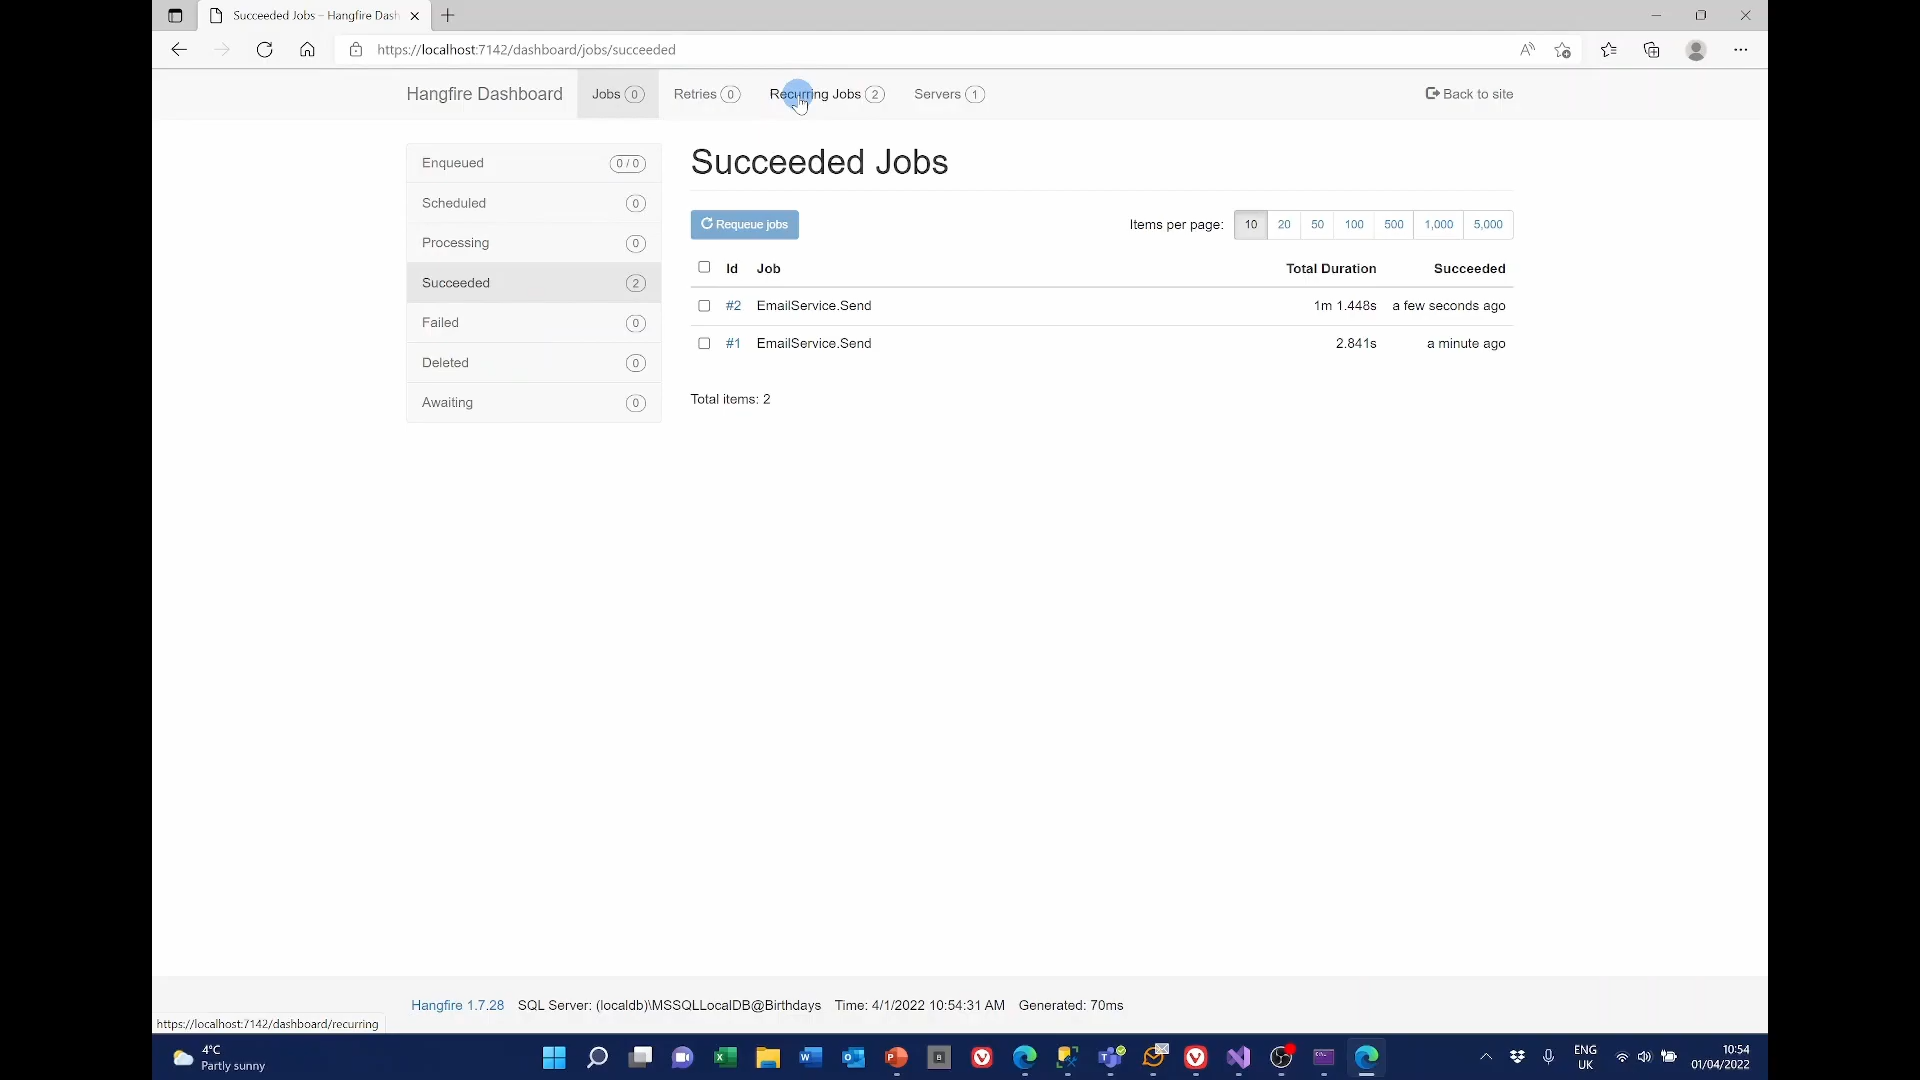 Succeeded Jobs – Hangfire Dash
https://localhost:7142/dashboard/jobs/succeeded
Hangfire Dashboard
Jobs 0
Retries 0
Recurring Jobs 2
Servers 1
Back to site
Enqueued 0 / 0
Scheduled 0
Processing 0
Succeeded 2
Failed 0
Deleted 0
Awaiting 0
Succeeded Jobs
Requeue jobs
Items per page: 10 20 50 100 500 1,000 5,000
Id Job Total Duration Succeeded
#2 EmailService.Send 1m 1.448s a few seconds ago
#1 EmailService.Send 2.841s a minute ago
Total items: 2
Hangfire 1.7.28 SQL Server: (localdb)\MSSQLLocalDB@Birthdays Time: 4/1/2022 10:54:31 AM Generated: 70ms
https://localhost:7142/dashboard/recurring
4°C
Partly sunny
ENG
UK
10:54
01/04/2022